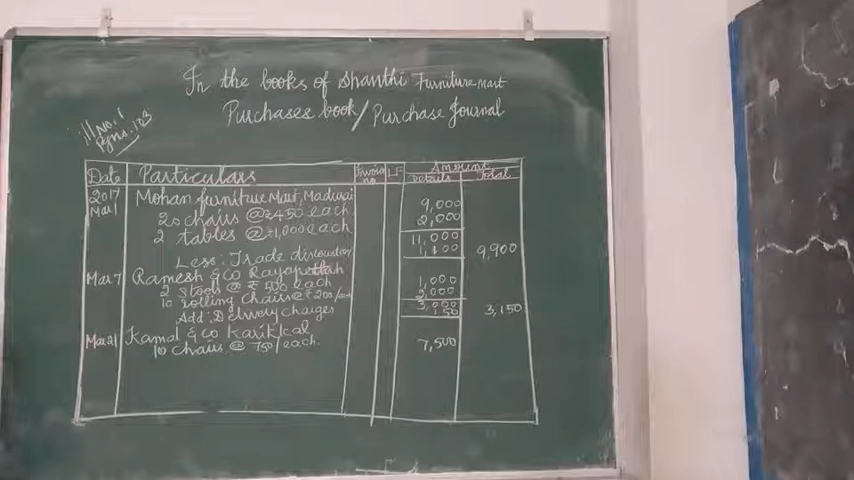 In the books of Shanthi Furniture mart
Purchases book / Purchase Journal
Ill No. 1
Pg no. 123
Date Particulars Invoice no LF Amount
Details Total
2017
Mar 1 Mohan furniture Mart, Madurai
20 chairs @ ₹450 each 9,000
2 tables @ ₹1,000 each 2,000
11,000
Less: Trade discount 1,100 9,900
Mar 7 Ramesh & Co Rayapettah
2 Stools @ ₹ 500 each 1,000
10 rolling chairs @ ₹ 200/each 2,000
3,000
Add: Delivery charges 150 3,150
Mar 21 Kamal & co Karikkal
10 chairs @ 750/each. 7,500